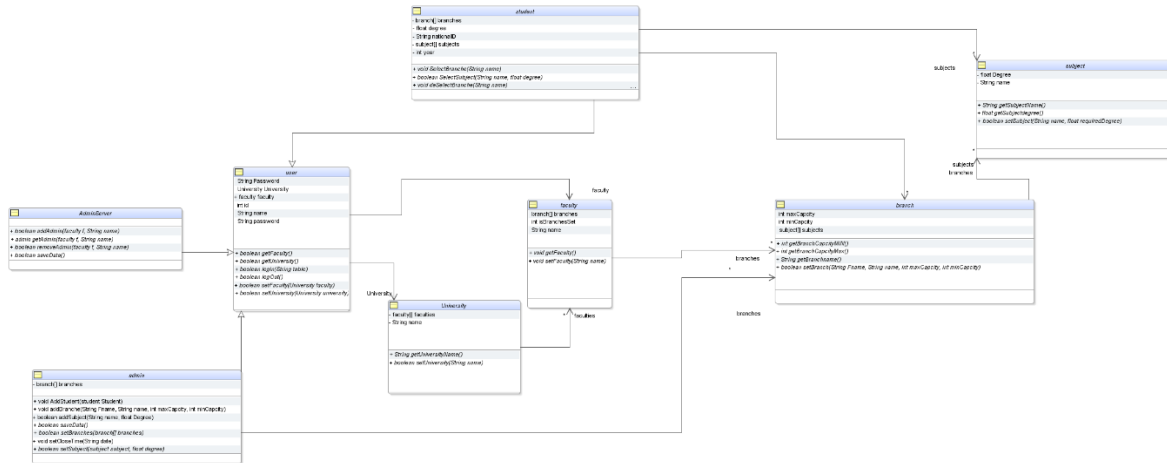 student
- branch[] branches
- float degree
- String nationalID
- subject[] subjects
- int year
+ void SelectBranche(String name)
+ boolean SelectSubject(String name, float degree)
+ void deSelectBranche(String name)
subjects
subject
- float Degree
- String name
+ String getSubjectName()
+ float getSubjectdegree()
+ boolean setSubject(String name, float requiredDegree)
subjects
branches
user
String Password
University University
+ faculty faculty
int id
String name
String password
+ boolean getFaculty()
+ boolean getUniversity()
+ boolean login(String table)
+ boolean logOut()
+ boolean setFaculty(University faculty)
+ boolean setUniversity(University university,
faculty
faculty
branch[] branches
int isBranchesSet
String name
+ void getFaculty()
+ void setFaculty(String name)
branch
int maxCapcity
int minCapcity
subject[] subjects
+ int getBranchCapcityMIN()
+ int getBranchCapcityMax()
+ String getBranchname()
+ boolean setBranch(String Fname, String name, int maxCapcity, int minCapcity)
branches
branches
AdminServer
+ boolean addAdmin(faculty f, String name)
+ admin getAdmin(faculty f, String name)
+ boolean removeAdmin(faculty f, String name)
+ boolean saveData()
University
University
- faculty[] faculties
- String name
+ String getUniversityName()
+ boolean setUniversity(String name)
faculties
admin
- branch[] branches
+ void AddStudent(student Student)
+ void addBranche(String Fname, String name, int maxCapcity, int minCapcity)
+ boolean addSubject(String name, float Degree)
+ boolean saveData()
+ boolean setBranches(branch[] branches)
+ void setCloseTime(String date)
+ boolean setSubject(subject subject, float degree)